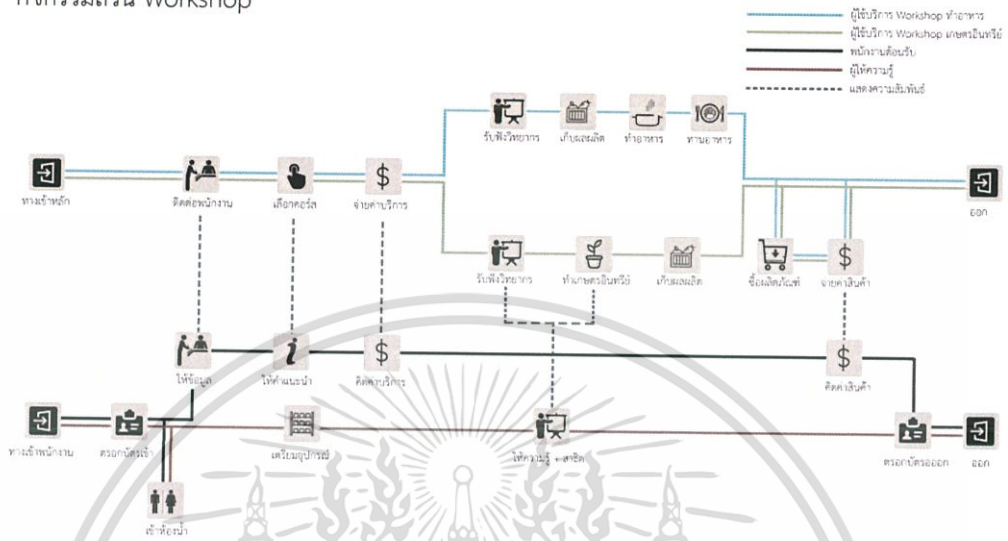 กิจกรรมส่วน Workshop
ผู้ใช้บริการ Workshop ทำอาหาร
ผู้ใช้บริการ Workshop เกษตรอินทรีย์
พนักงานต้อนรับ
ผู้ให้ความรู้
แสดงความสัมพันธ์
รับฟังวิทยากร
เก็บผลผลิต
ทำอาหาร
ทานอาหาร
ทางเข้าหลัก
ติดต่อพนักงาน
เลือกคอร์ส
จ่ายค่าบริการ
ออก
รับฟังวิทยากร
ทำเกษตรอินทรีย์
เก็บผลผลิต
ซื้อผลิตภัณฑ์
จ่ายค่าสินค้า
ให้ข้อมูล
ให้คำแนะนำ
คิดค่าบริการ
คิดค่าสินค้า
ทางเข้าพนักงาน
ตรอกบัตรเข้า
เตรียมอุปกรณ์
ให้ความรู้ + สาธิต
ตรอกบัตรออก
ออก
เข้าห้องน้ำ